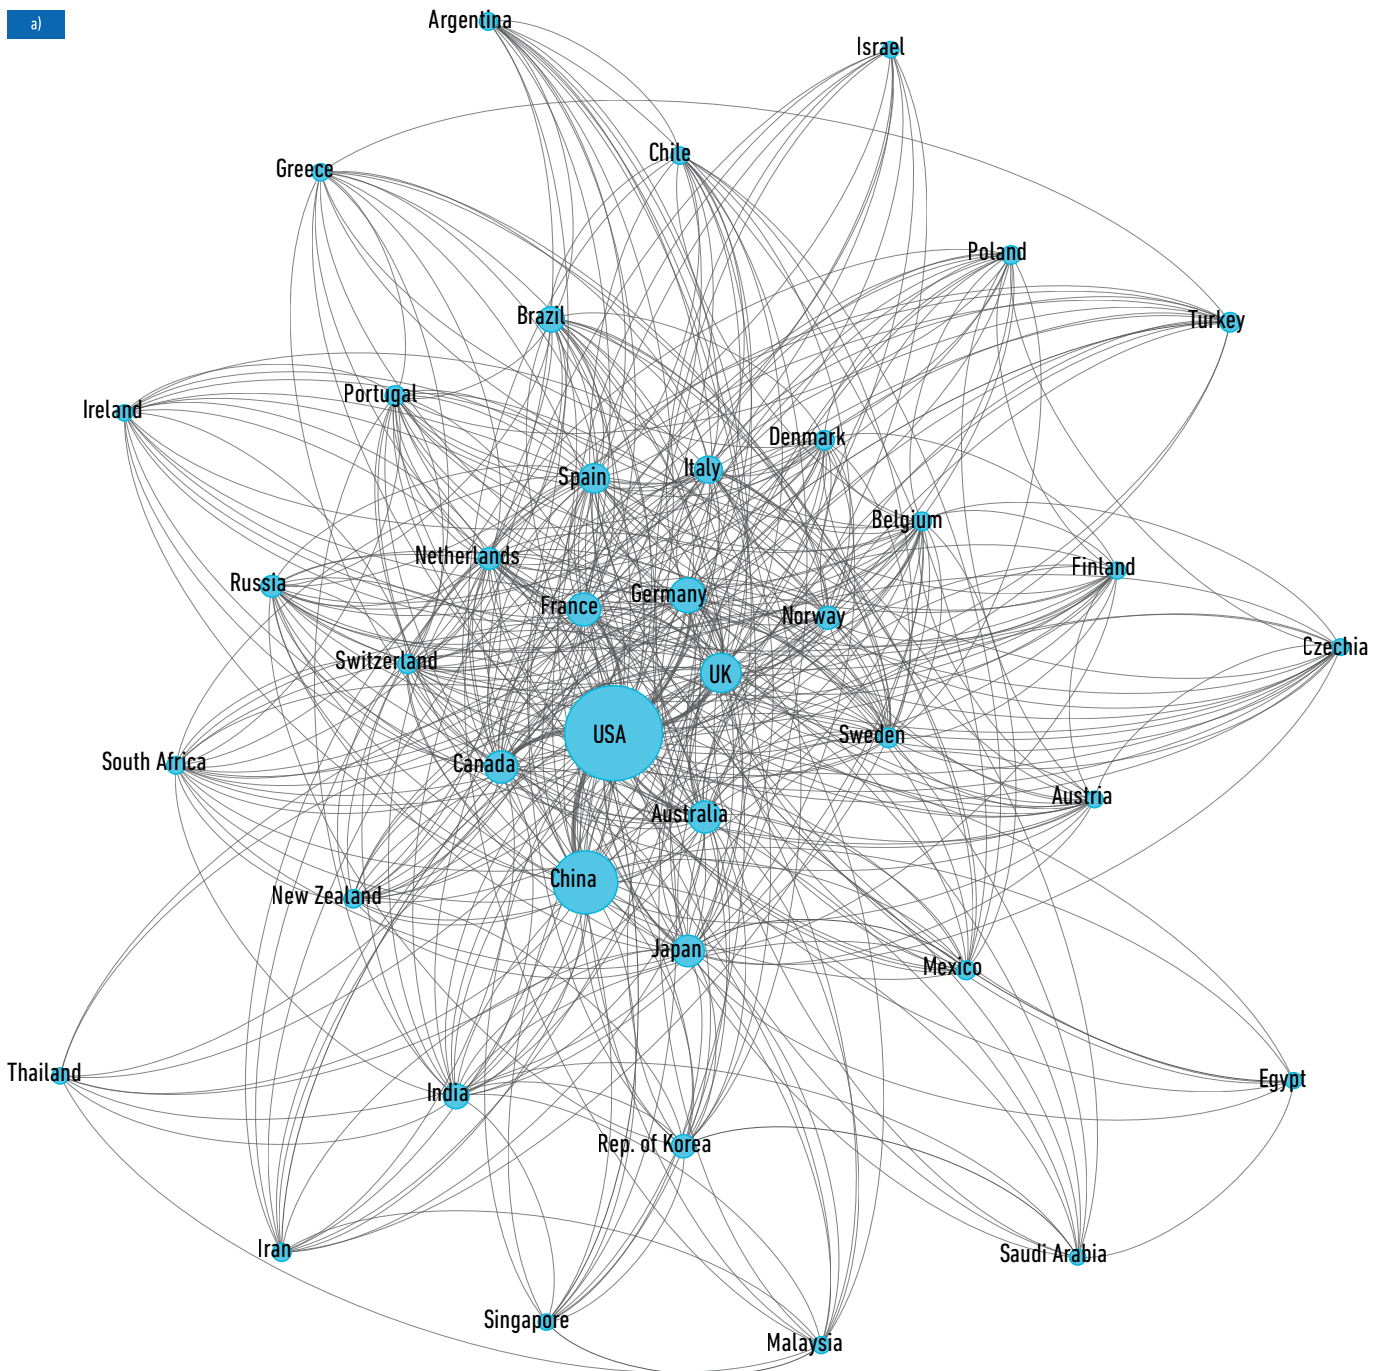 a)
Argentina
Israel
Chile
Greece
Poland
Brazil
Turkey
Portugal
Ireland
Denmark
Italy
Spain
Belgium
Netherlands
Finland
Russia
Germany
France
Norway
Czechia
Switzerland
UK
USA
Sweden
South Africa
Canada
Austria
Australia
China
New Zealand
Japan
Mexico
Thailand
Egypt
India
Rep. of Korea
Iran
Saudi Arabia
Singapore
Malaysia